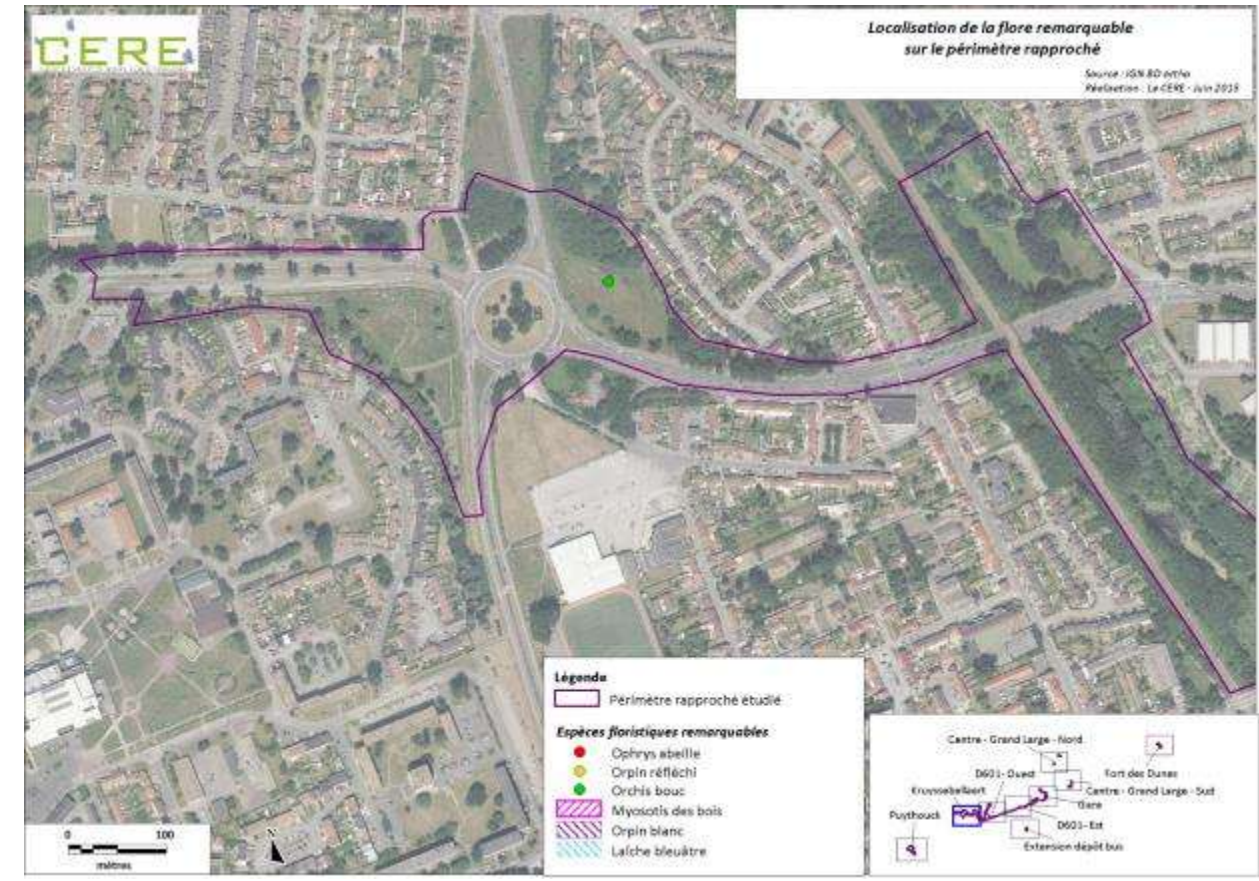 CERE
Localisation de la flore remarquable
sur le périmètre rapproché
Source : IGN BD ortho
Réalisation : Le CERE - Juin 2015
Légende
Périmètre rapproché étudié
Espèces floristiques remarquables
Ophrys abeille
Orpin réfléchi
Orchis bouc
Myosotis des bois
Orpin blanc
Laîche bleuâtre
0 100
mètres
N
Centre - Grand Large - Nord
D601- Ouest
Fort des Dunes
Kruysebellaert
Centre - Grand Large - Sud
Gare
Puythouck
D601- Est
Extension dépôt bus